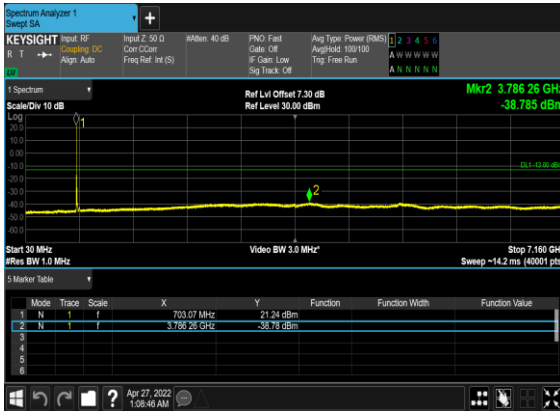 Spectrum Analyzer 1
Swept SA
+
KEYSIGHT Input: RF Input Z: 50 Ω #Atten: 40 dB PNO: Fast Avg Type: Power (RMS) 1 2 3 4 5 6
R T Coupling: DC Corr CCorr Gate: Off Avg|Hold: 100/100 A W W W W W
Align: Auto Freq Ref: Int (S) IF Gain: Low Trig: Free Run
Sig Track: Off A N N N N N
LXI
1 Spectrum Ref Lvl Offset 7.30 dB Mkr2 3.786 26 GHz
Scale/Div 10 dB Ref Level 30.00 dBm -38.785 dBm
Log
20.0
10.0
0.00
-10.0
DL1 -13.00 dBm
-20.0
-30.0
-40.0
-50.0
-60.0
1
2
Start 30 MHz Video BW 3.0 MHz* Stop 7.160 GHz
#Res BW 1.0 MHz Sweep ~14.2 ms (40001 pts)
5 Marker Table
Mode Trace Scale X Y Function Function Width Function Value
1 N 1 f 703.07 MHz 21.24 dBm
2 N 1 f 3.786 26 GHz -38.78 dBm
3
4
5
6
? Apr 27, 2022
1:08:46 AM